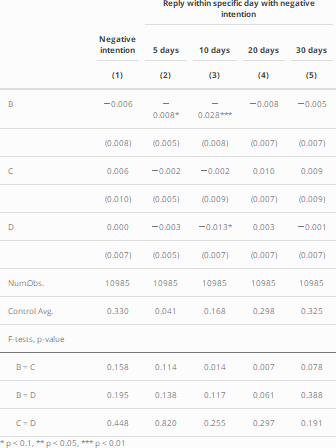 Reply within specific day with negative
intention
Negative
intention 5 days 10 days 20 days 30 days
(1) (2) (3) (4) (5)
B −0.006 − − −0.008 −0.005
0.008* 0.028***
(0.008) (0.005) (0.008) (0.007) (0.007)
C 0.006 −0.002 −0.002 0.010 0.009
(0.010) (0.005) (0.009) (0.007) (0.009)
D 0.000 −0.003 −0.013* 0.003 −0.001
(0.007) (0.005) (0.007) (0.007) (0.007)
Num.Obs. 10985 10985 10985 10985 10985
Control Avg. 0.330 0.041 0.168 0.298 0.325
F-tests, p-value
B = C 0.158 0.114 0.014 0.007 0.078
B = D 0.195 0.138 0.117 0.061 0.388
C = D 0.448 0.820 0.255 0.297 0.191
* p < 0.1, ** p < 0.05, *** p < 0.01